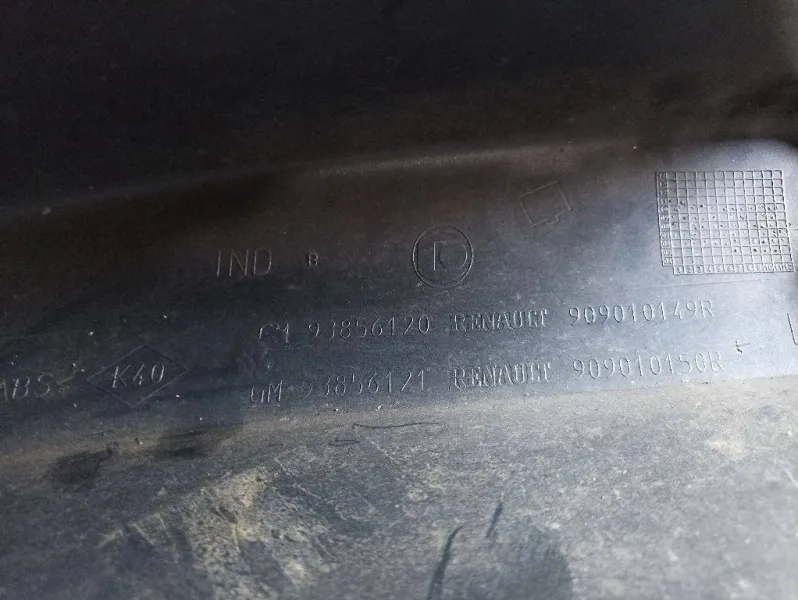 IND B
GM 93856120 RENAULT 909010149R
ABS K40
GM 93856121 RENAULT 909010150R